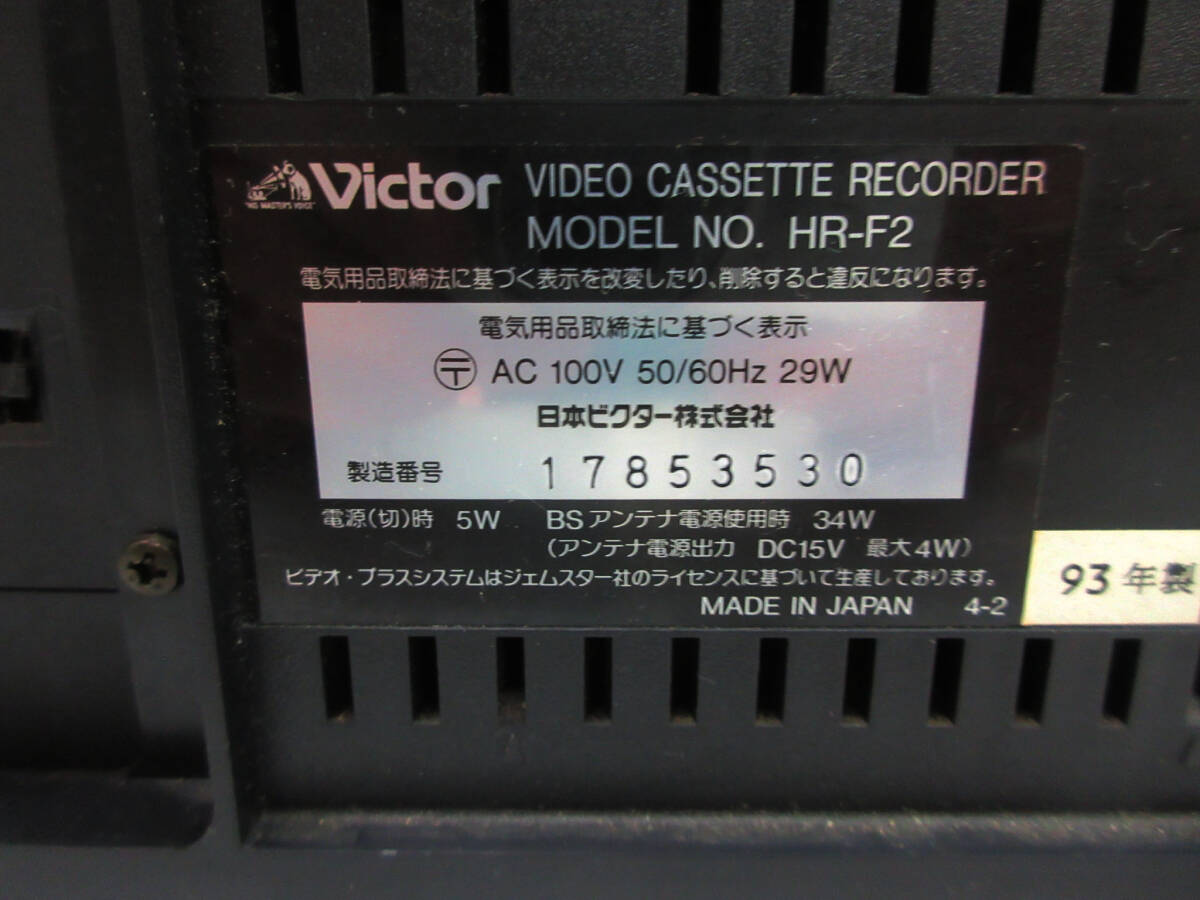 "HIS MASTER'S VOICE"
Victor VIDEO CASSETTE RECORDER
MODEL NO. HR-F2
電気用品取締法に基づく表示を改変したり、削除すると違反になります。
電気用品取締法に基づく表示
〒 AC 100V 50/60Hz 29W
日本ビクター株式会社
製造番号 17853530
電源(切)時 5W BSアンテナ電源使用時 34W
(アンテナ電源出力 DC15V 最大4W)
ビデオ・プラスシステムはジェムスター社のライセンスに基づいて生産しております。
MADE IN JAPAN 4-2
93年製